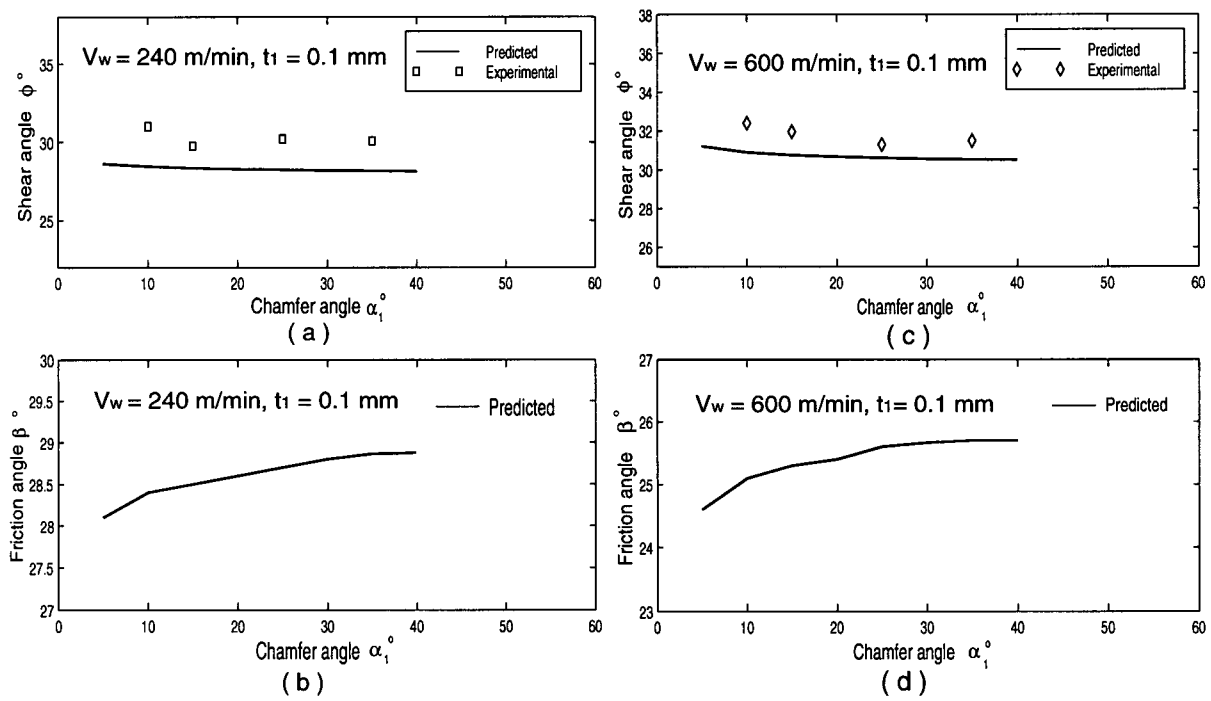 35
30
25
Shear angle ϕ°
Vw = 240 m/min, t1 = 0.1 mm
Predicted
Experimental
0 10 20 30 40 50 60
Chamfer angle α1°
( a )
38
36
34
32
30
28
26
Shear angle ϕ°
Vw = 600 m/min, t1= 0.1 mm
Predicted
Experimental
0 10 20 30 40 50 60
Chamfer angle α1°
( c )
30
29.5
29
28.5
28
27.5
27
Friction angle β°
Vw = 240 m/min, t1 = 0.1 mm
Predicted
0 10 20 30 40 50 60
Chamfer angle α1°
( b )
27
26
25
24
23
Friction angle β°
Vw = 600 m/min, t1= 0.1 mm
Predicted
0 10 20 30 40 50 60
Chamfer angle α1°
( d )